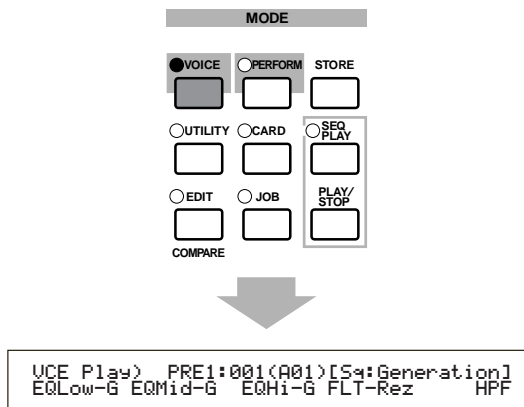 MODE
VOICE PERFORM STORE
UTILITY CARD SEQ PLAY
EDIT JOB PLAY/STOP
COMPARE
VCE Play) PRE1:001(A01)[Sq:Generation]
EQLow-G EQMid-G EQHi-G FLT-Rez HPF